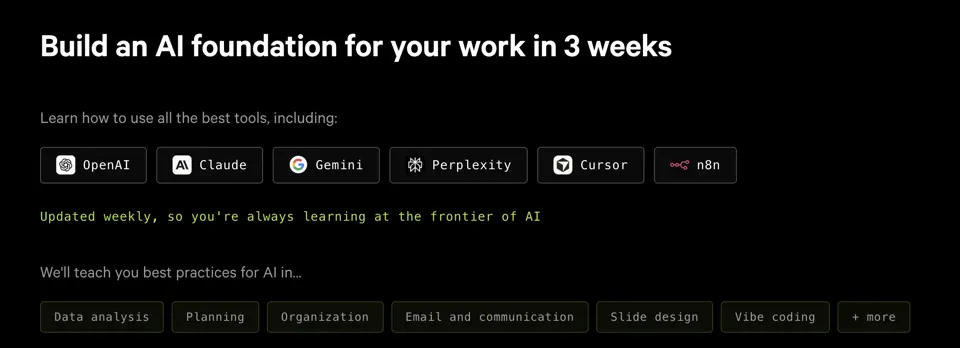 Build an AI foundation for your work in 3 weeks
Learn how to use all the best tools, including:
OpenAI Claude Gemini Perplexity Cursor n8n
Updated weekly, so you're always learning at the frontier of AI
We'll teach you best practices for AI in...
Data analysis Planning Organization Email and communication Slide design Vibe coding + more